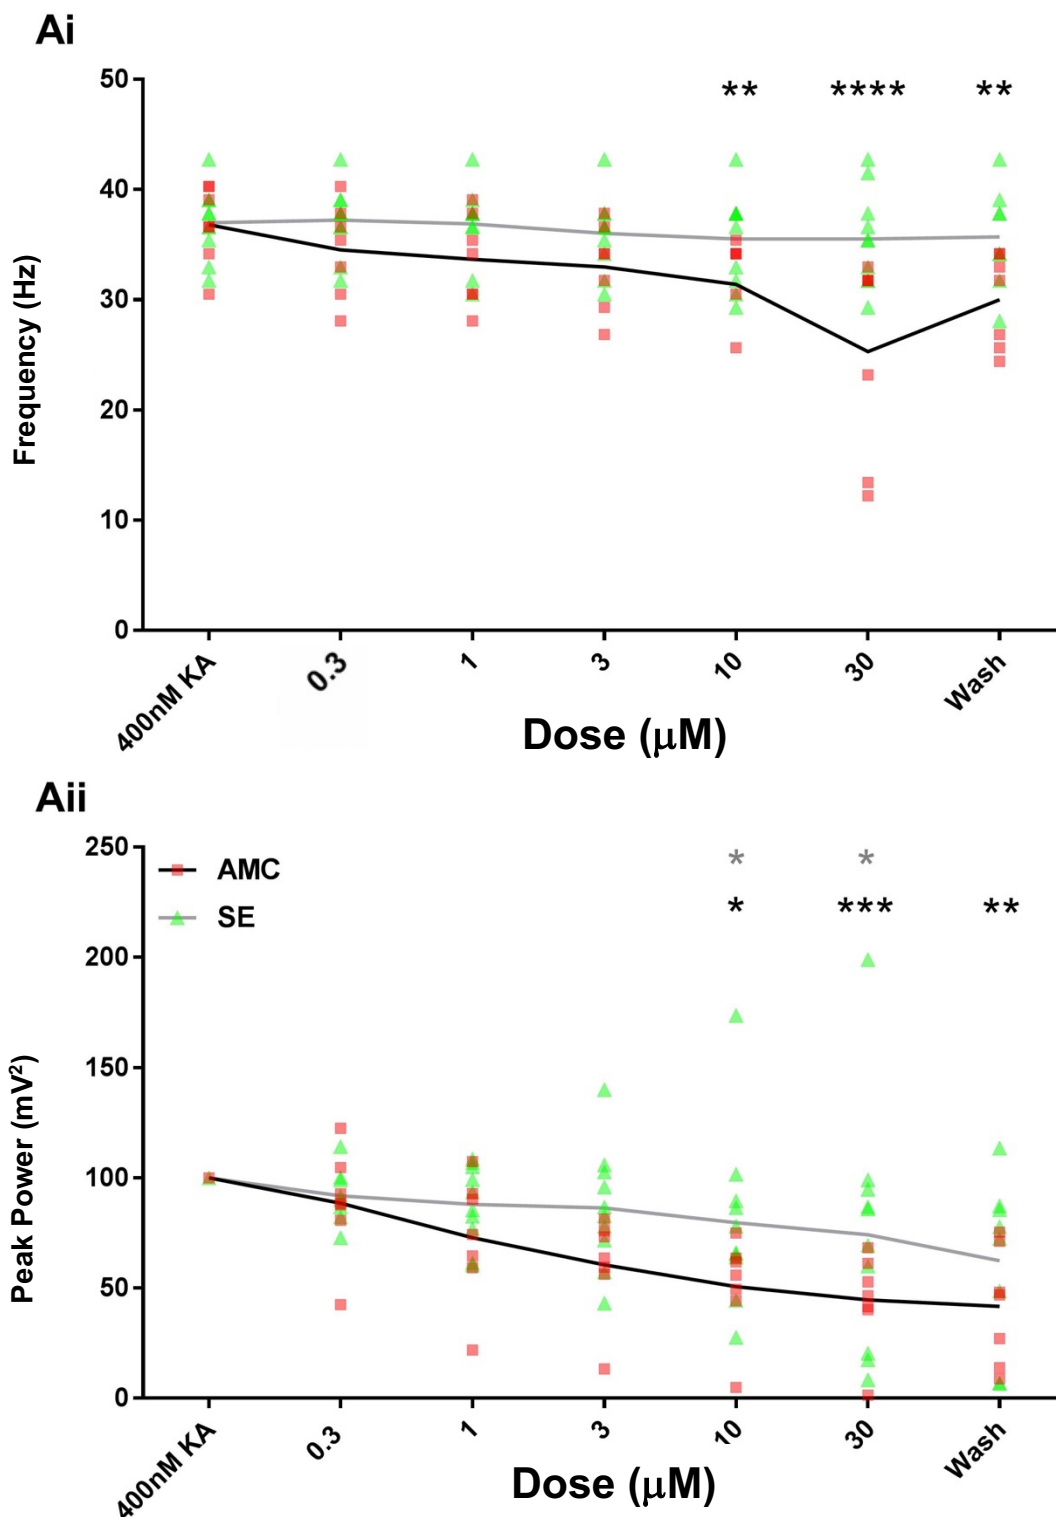 Ai
50
**
****
**
40
30
20
10
0
Frequency (Hz)
400nM KA
0.3
1
3
10
30
Wash
Dose (μM)
Aii
250
AMC
SE
*
*
*
***
**
200
150
100
50
0
Peak Power (mV²)
400nM KA
0.3
1
3
10
30
Wash
Dose (μM)